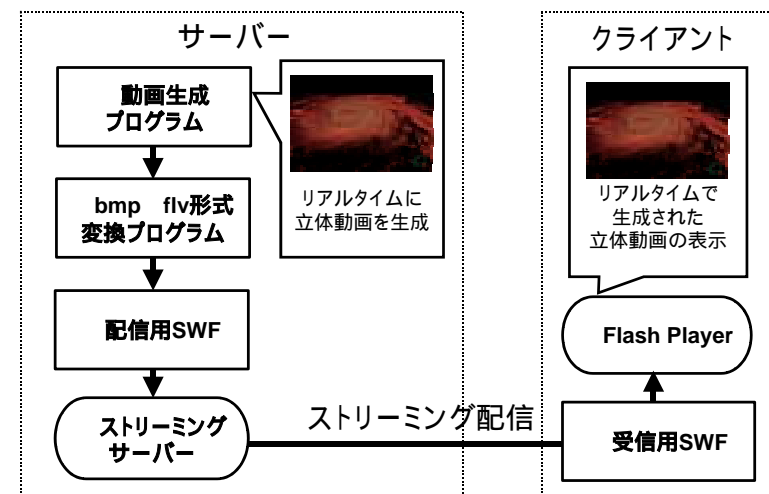 サーバー
動画生成
プログラム
リアルタイムに
立体動画を生成
bmp flv形式
変換プログラム
配信用SWF
ストリーミング
サーバー
ストリーミング配信
クライアント
リアルタイムで
生成された
立体動画の表示
Flash Player
受信用SWF